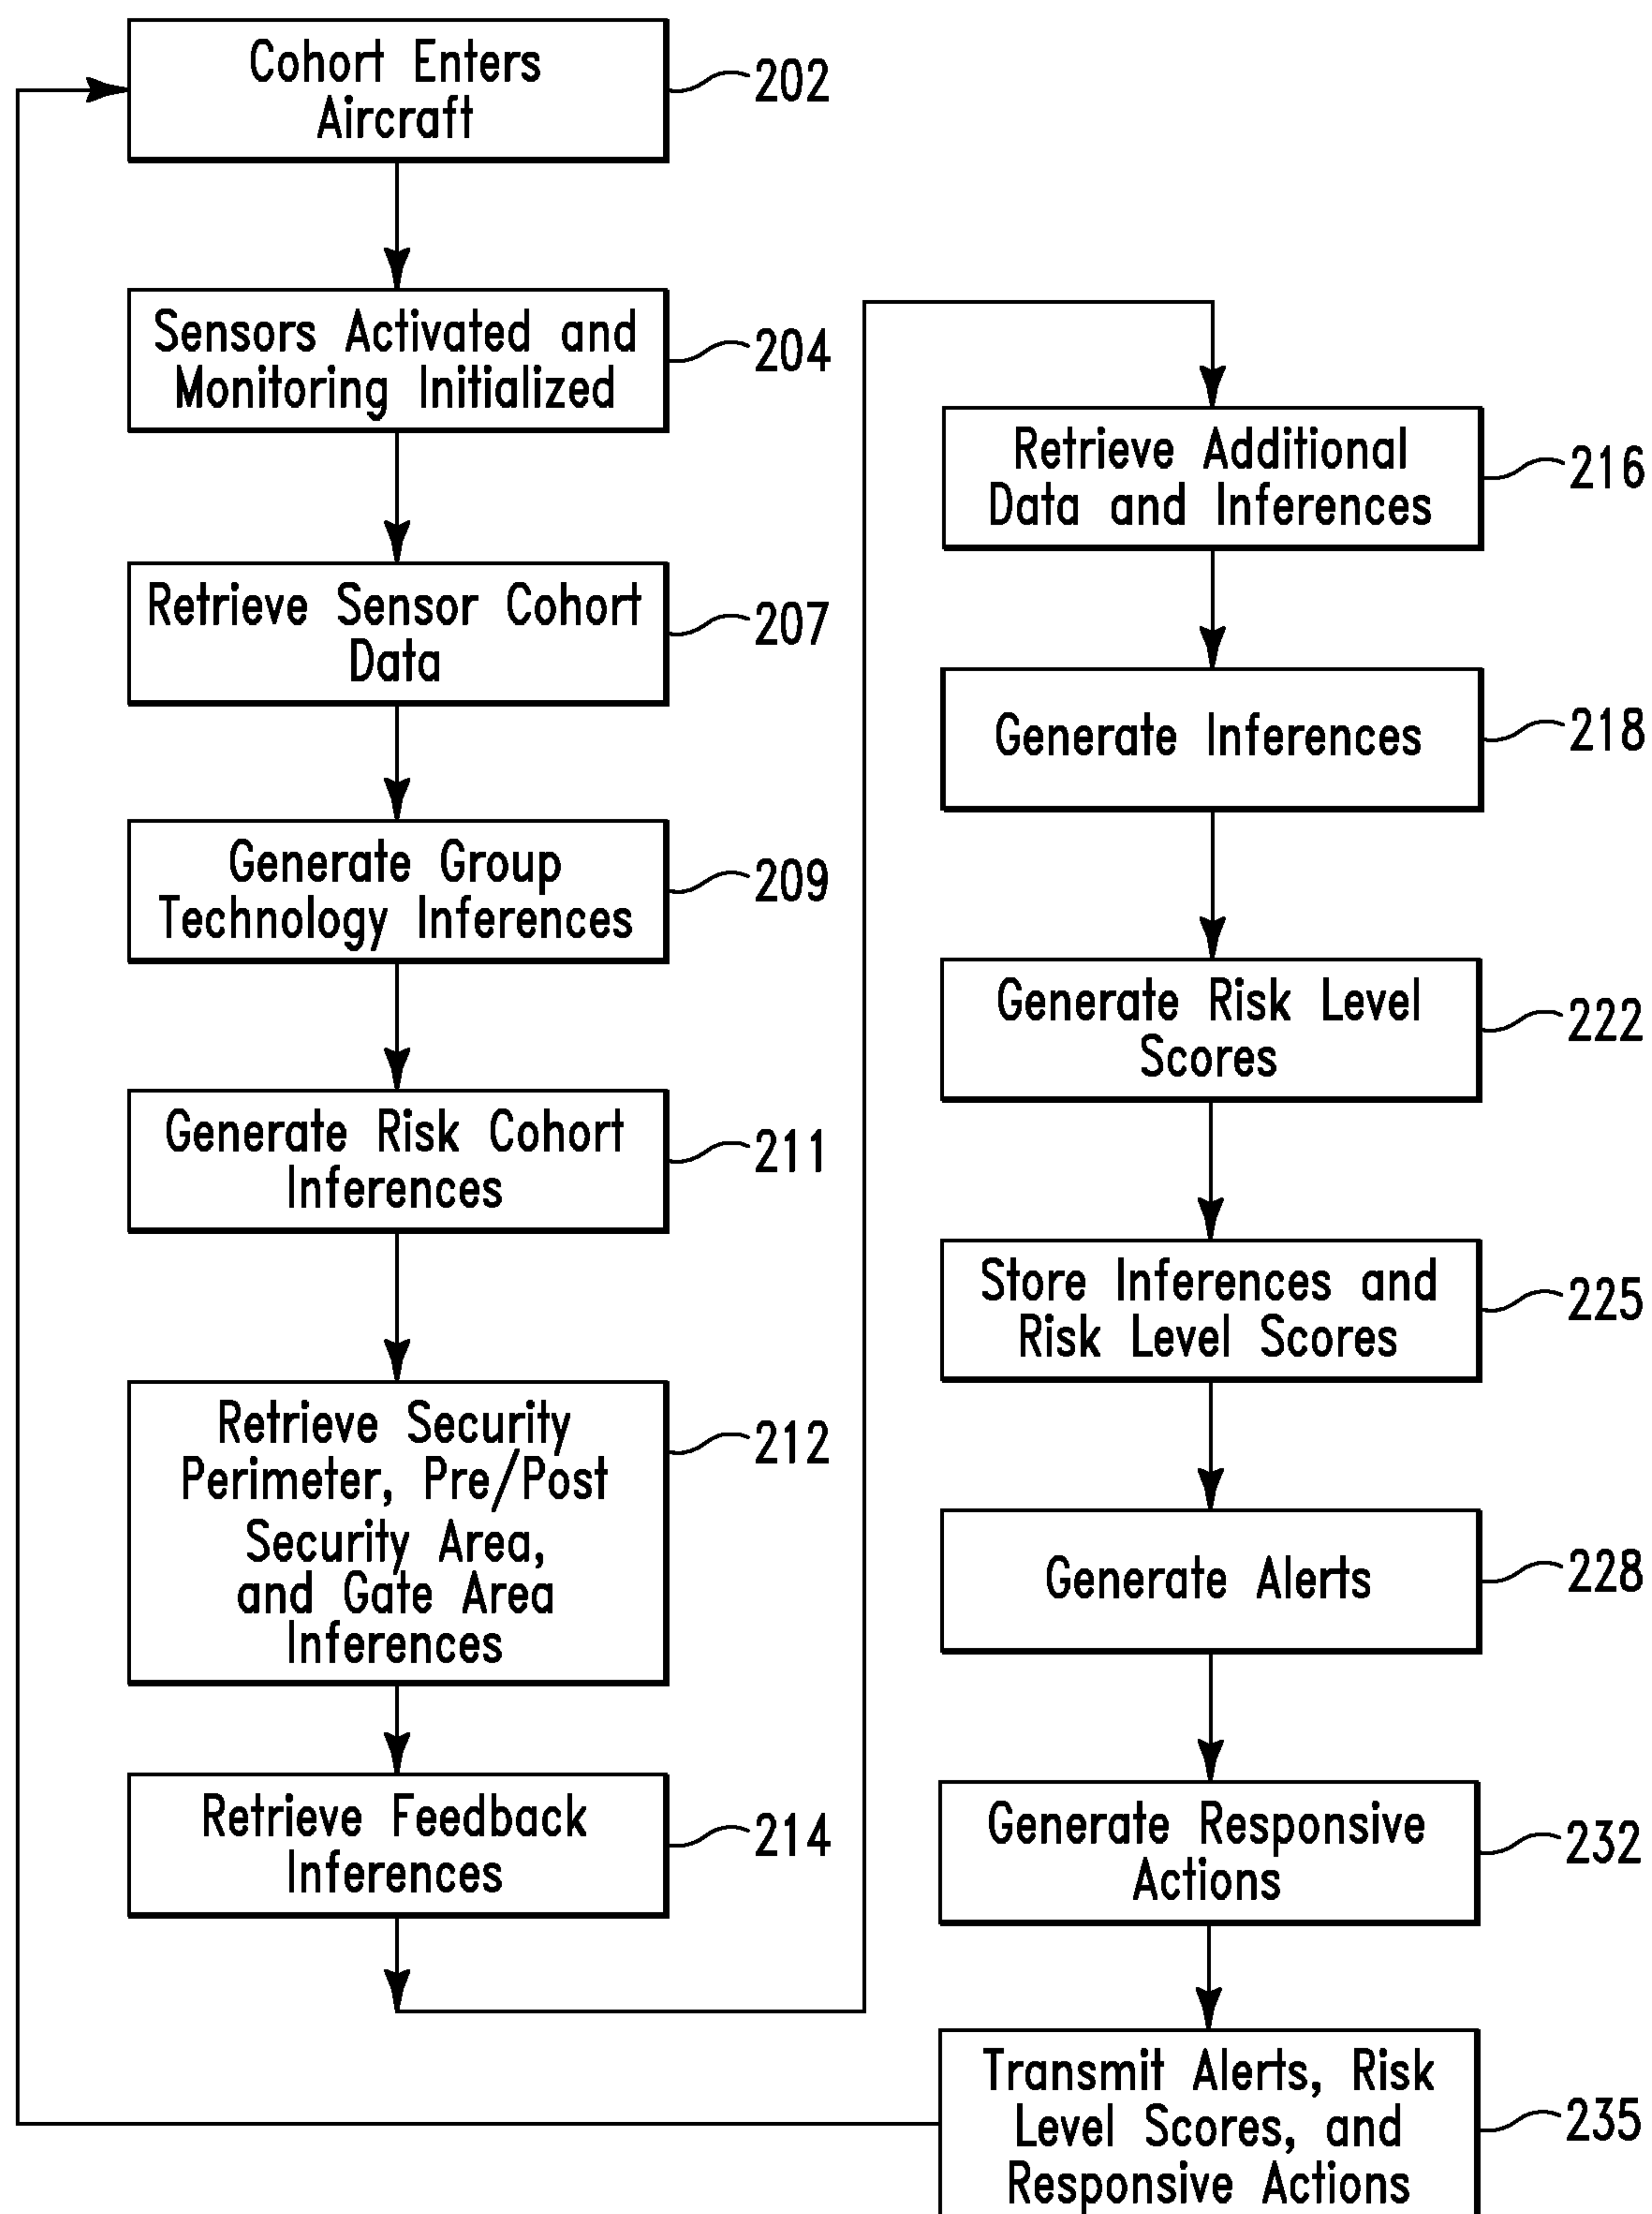 Cohort Enters
Aircraft
202
Sensors Activated and
Monitoring Initialized
204
Retrieve Sensor Cohort
Data
207
Generate Group
Technology Inferences
209
Generate Risk Cohort
Inferences
211
Retrieve Security
Perimeter, Pre/Post
Security Area,
and Gate Area
Inferences
212
Retrieve Feedback
Inferences
214
Retrieve Additional
Data and Inferences
216
Generate Inferences
218
Generate Risk Level
Scores
222
Store Inferences and
Risk Level Scores
225
Generate Alerts
228
Generate Responsive
Actions
232
Transmit Alerts, Risk
Level Scores, and
Responsive Actions
235